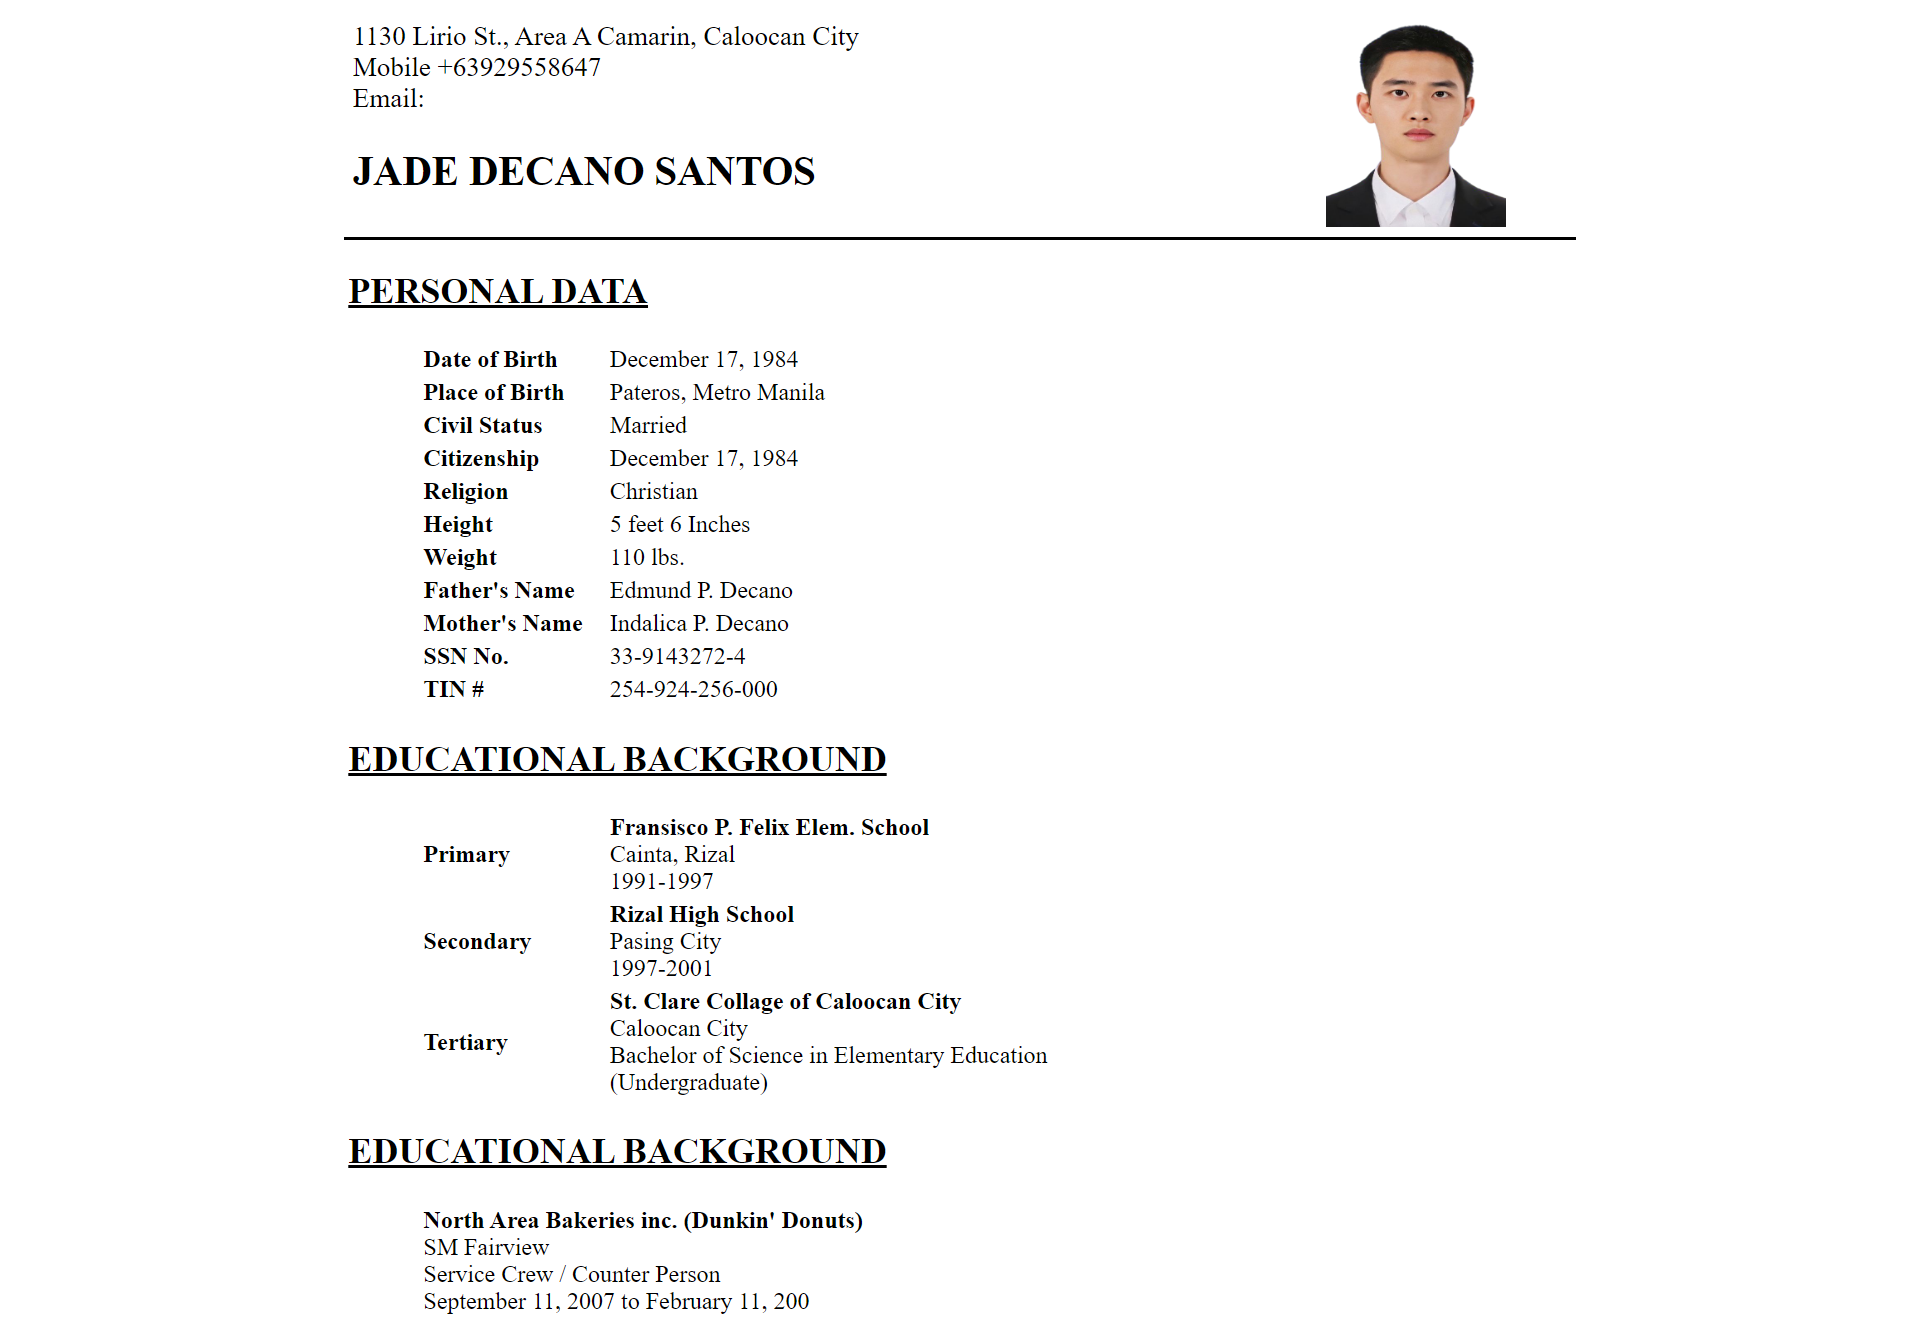 1130 Lirio St., Area A Camarin, Caloocan City
Mobile +63929558647
Email:
JADE DECANO SANTOS
PERSONAL DATA
Date of Birth December 17, 1984
Place of Birth Pateros, Metro Manila
Civil Status Married
Citizenship December 17, 1984
Religion Christian
Height 5 feet 6 Inches
Weight 110 lbs.
Father's Name Edmund P. Decano
Mother's Name Indalica P. Decano
SSN No. 33-9143272-4
TIN # 254-924-256-000
EDUCATIONAL BACKGROUND
Fransisco P. Felix Elem. School
Primary Cainta, Rizal
1991-1997
Rizal High School
Secondary Pasing City
1997-2001
St. Clare Collage of Caloocan City
Caloocan City
Tertiary
Bachelor of Science in Elementary Education
(Undergraduate)
EDUCATIONAL BACKGROUND
North Area Bakeries inc. (Dunkin' Donuts)
SM Fairview
Service Crew / Counter Person
September 11, 2007 to February 11, 200